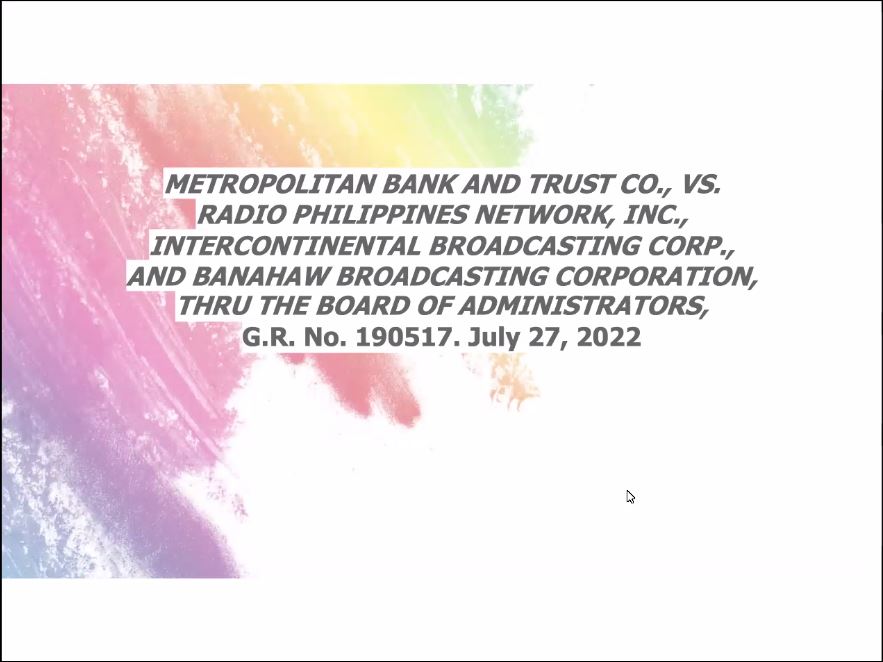 METROPOLITAN BANK AND TRUST CO., VS.
RADIO PHILIPPINES NETWORK, INC.,
INTERCONTINENTAL BROADCASTING CORP.,
AND BANAHAW BROADCASTING CORPORATION,
THRU THE BOARD OF ADMINISTRATORS,
G.R. No. 190517. July 27, 2022